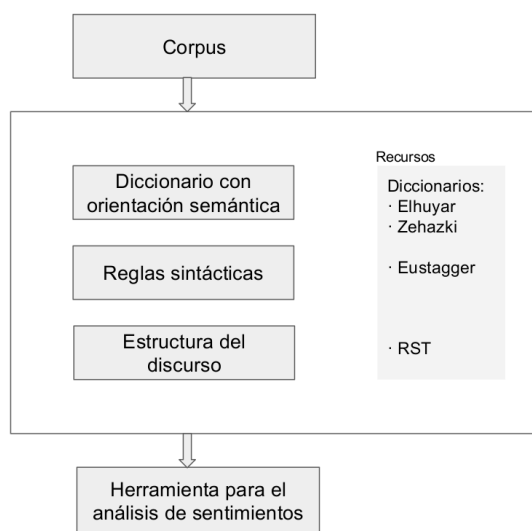 Corpus
Diccionario con
orientación semántica
Reglas sintácticas
Estructura del
discurso
Recursos
Diccionarios:
· Elhuyar
· Zehazki
· Eustagger
· RST
Herramienta para el
análisis de sentimientos